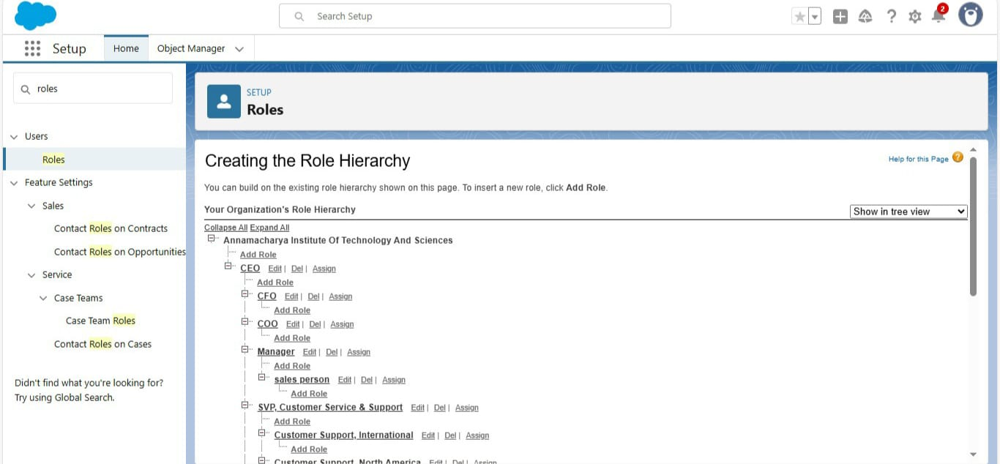 Search Setup
2
Setup
Home
Object Manager
roles
Users
Roles
Feature Settings
Sales
Contact Roles on Contracts
Contact Roles on Opportunities
Service
Case Teams
Case Team Roles
Contact Roles on Cases
Didn't find what you're looking for?
Try using Global Search.
SETUP
Roles
Creating the Role Hierarchy
Help for this Page ?
You can build on the existing role hierarchy shown on this page. To insert a new role, click Add Role.
Your Organization's Role Hierarchy
Show in tree view
Collapse All Expand All
Annamacharya Institute Of Technology And Sciences
Add Role
CEO Edit | Del | Assign
Add Role
CFO Edit | Del | Assign
Add Role
COO Edit | Del | Assign
Add Role
Manager Edit | Del | Assign
Add Role
sales person Edit | Del | Assign
Add Role
SVP, Customer Service & Support Edit | Del | Assign
Add Role
Customer Support, International Edit | Del | Assign
Add Role
Customer Support, North America Edit | Del | Assign